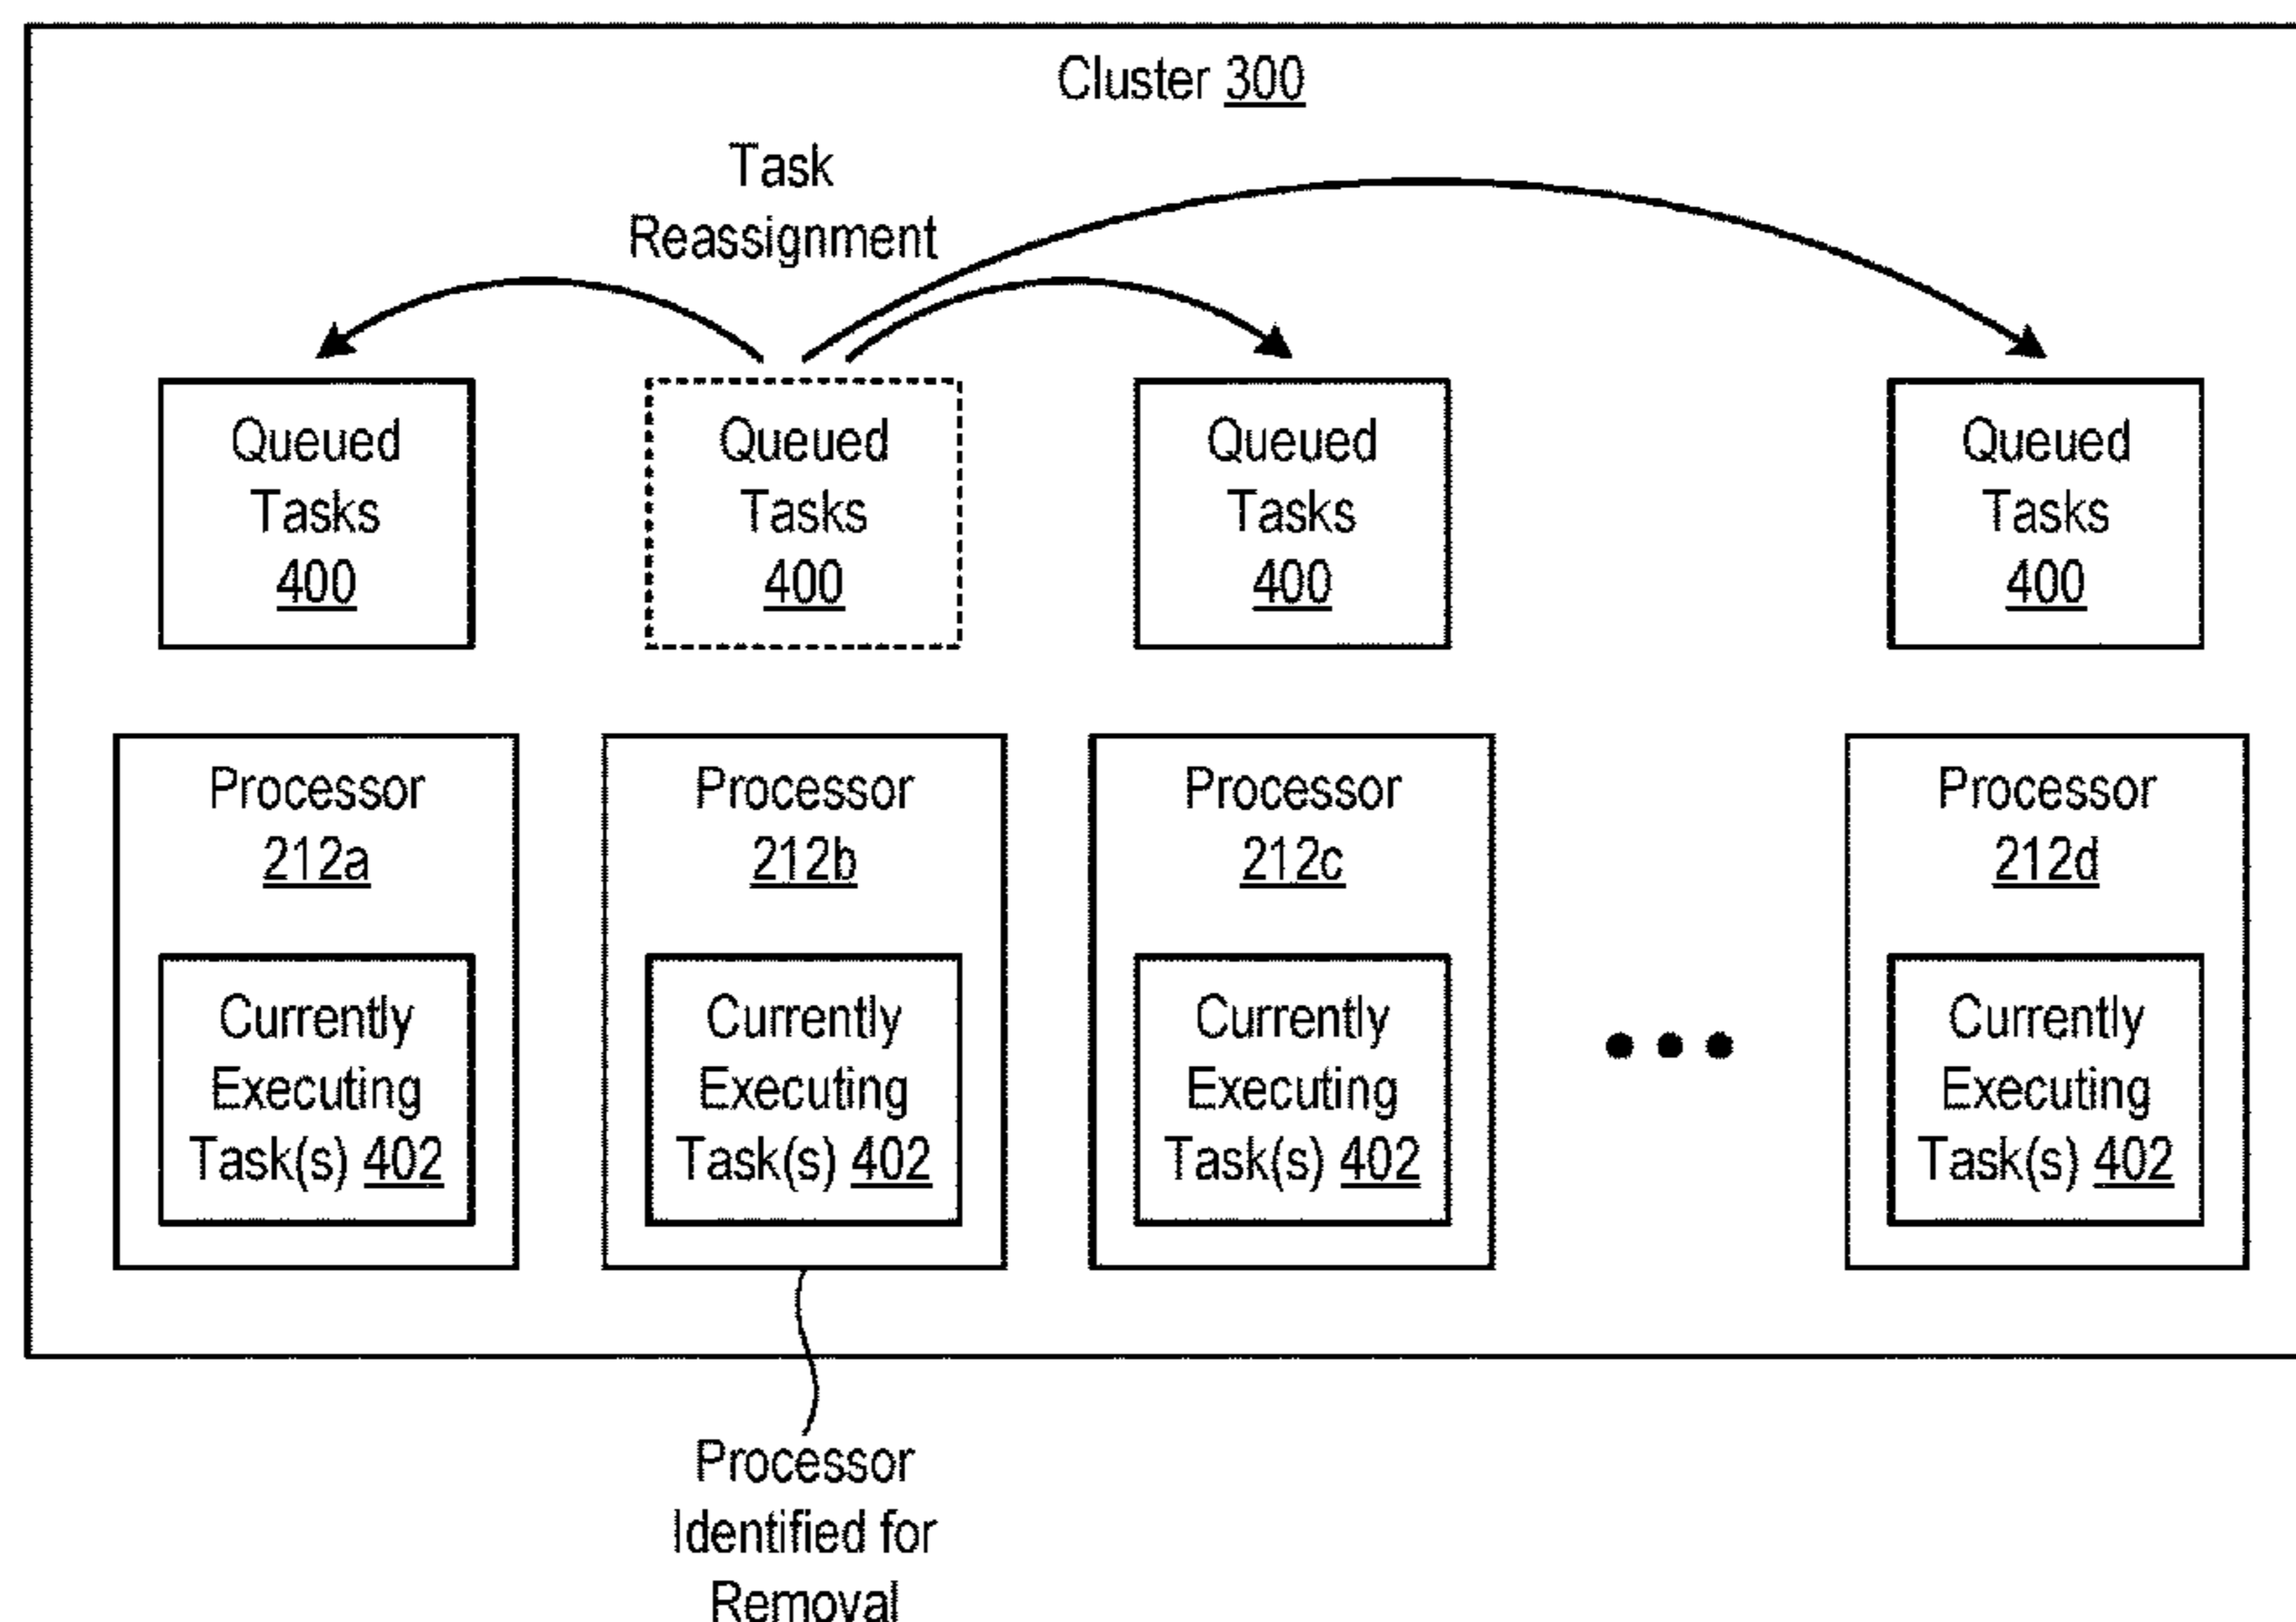 Cluster 300
Task
Reassignment
Queued
Tasks
400
Queued
Tasks
400
Queued
Tasks
400
Queued
Tasks
400
Processor
212a
Processor
212b
Processor
212c
Processor
212d
Currently
Executing
Task(s) 402
Currently
Executing
Task(s) 402
Currently
Executing
Task(s) 402
Currently
Executing
Task(s) 402
Processor
Identified for
Removal